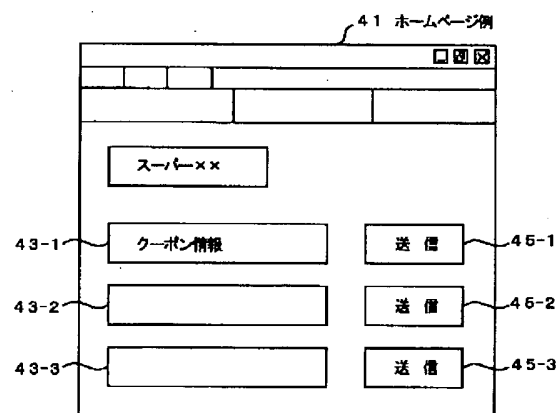 41 ホームページ例
スーパー××
43-1 クーポン情報 送信 45-1
43-2 送信 45-2
43-3 送信 45-3